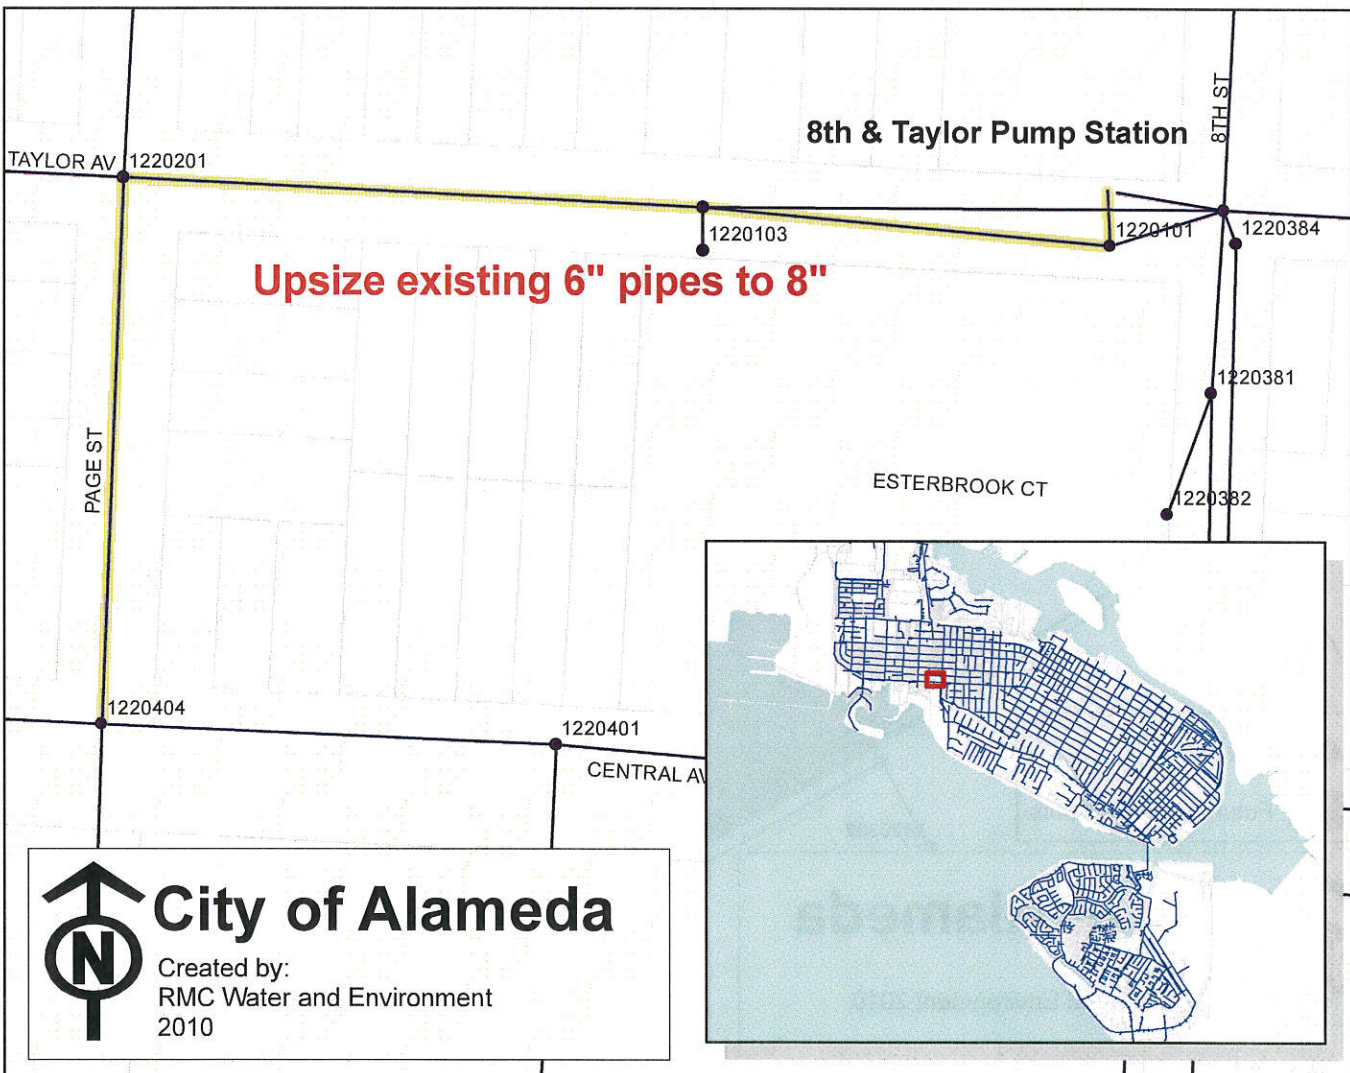 8TH ST
8th & Taylor Pump Station
TAYLOR AV
1220201
1220103
1220101
1220384
Upsize existing 6" pipes to 8"
1220381
PAGE ST
ESTERBROOK CT
1220382
1220404
1220401
CENTRAL AV
N
City of Alameda
Created by:
RMC Water and Environment
2010